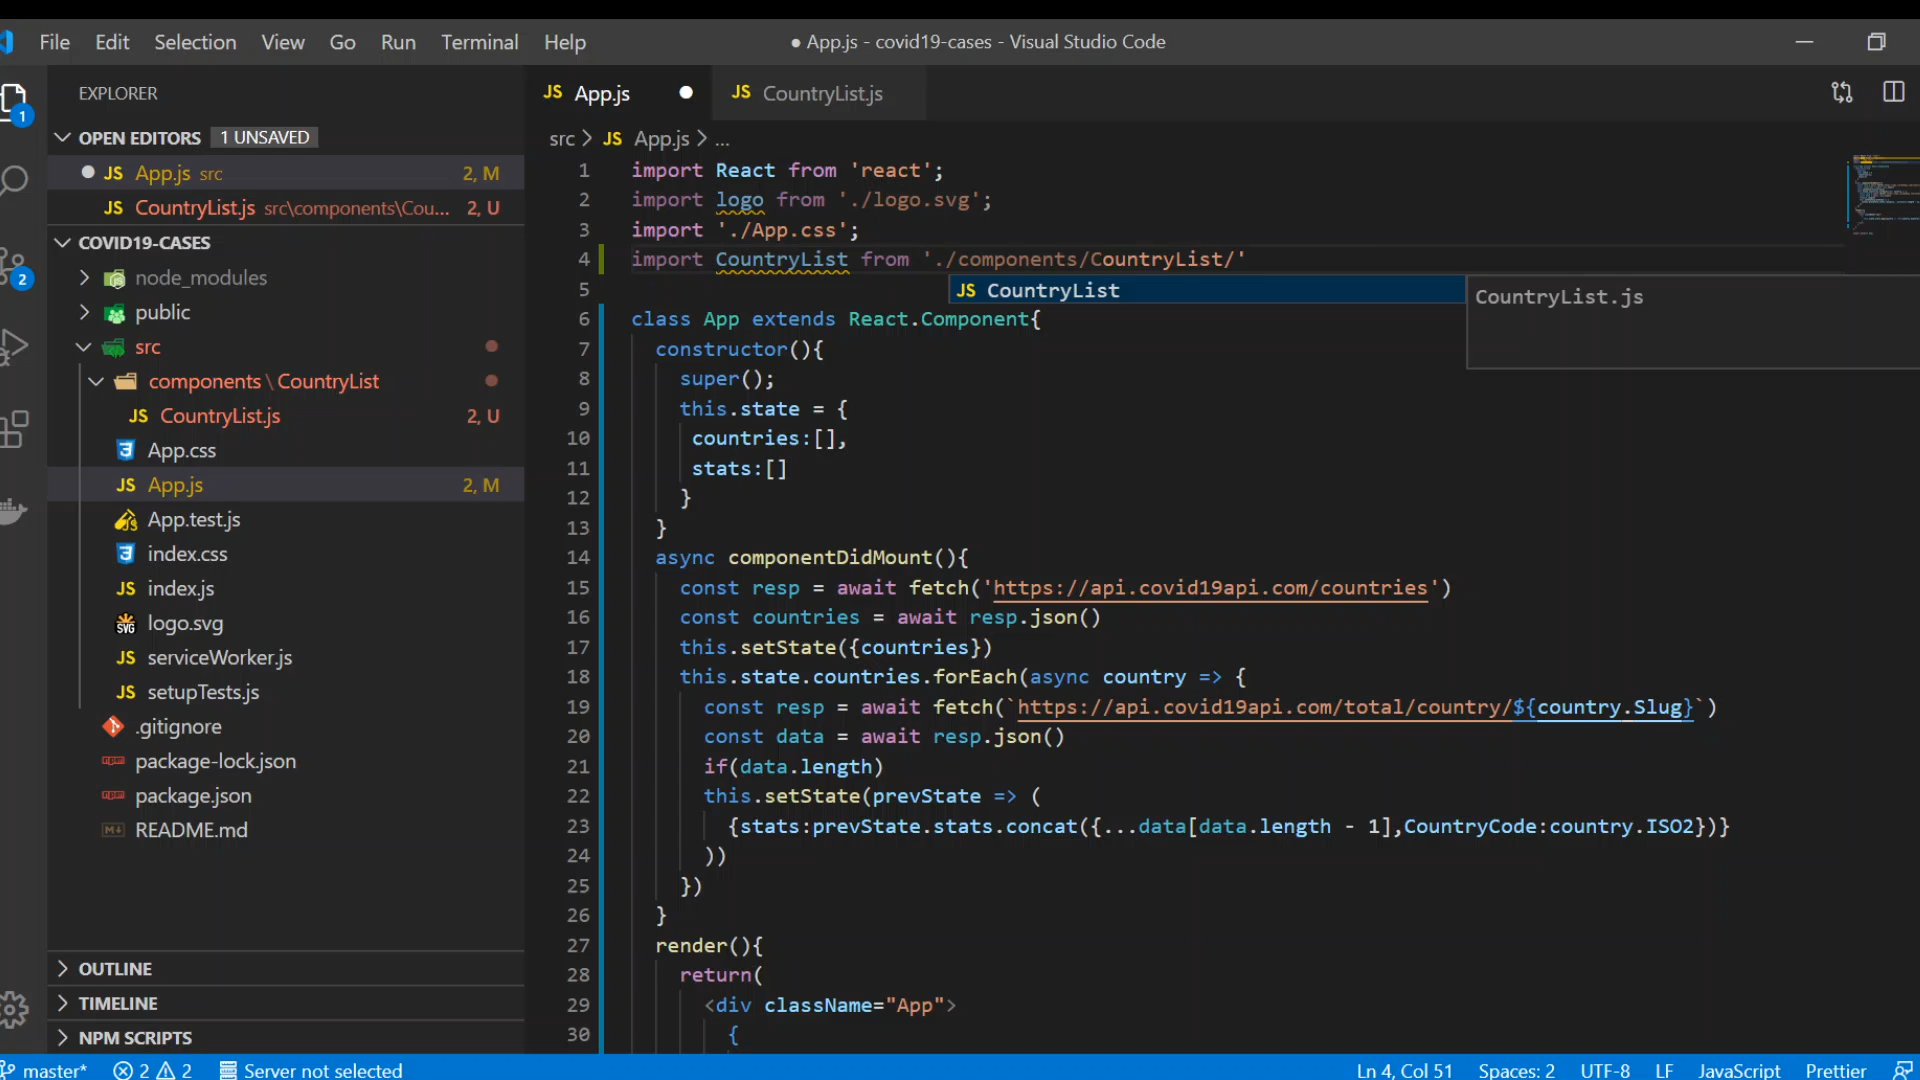 File Edit Selection View Go Run Terminal Help
● App.js - covid19-cases - Visual Studio Code
EXPLORER
OPEN EDITORS 1 UNSAVED
JS App.js src 2, M
JS CountryList.js src\components\Cou... 2, U
COVID19-CASES
node_modules
public
src
components \ CountryList
JS CountryList.js 2, U
App.css
JS App.js 2, M
App.test.js
index.css
JS index.js
SVG logo.svg
JS serviceWorker.js
JS setupTests.js
.gitignore
package-lock.json
package.json
README.md
OUTLINE
TIMELINE
NPM SCRIPTS
1
2
JS App.js
JS CountryList.js
src > JS App.js > ...
1 import React from 'react';
2 import logo from './logo.svg';
3 import './App.css';
4 import CountryList from './components/CountryList/'
JS CountryList
CountryList.js
5
6 class App extends React.Component{
7 constructor(){
8 super();
9 this.state = {
10 countries:[],
11 stats:[]
12 }
13 }
14 async componentDidMount(){
15 const resp = await fetch('https://api.covid19api.com/countries')
16 const countries = await resp.json()
17 this.setState({countries})
18 this.state.countries.forEach(async country => {
19 const resp = await fetch(`https://api.covid19api.com/total/country/${country.Slug}`)
20 const data = await resp.json()
21 if(data.length)
22 this.setState(prevState => (
23 {stats:prevState.stats.concat({...data[data.length - 1],CountryCode:country.ISO2})}
24 ))
25 })
26 }
27 render(){
28 return(
29 <div className="App">
30 {
master* 2 2 Server not selected
Ln 4, Col 51 Spaces: 2 UTF-8 LF JavaScript Prettier